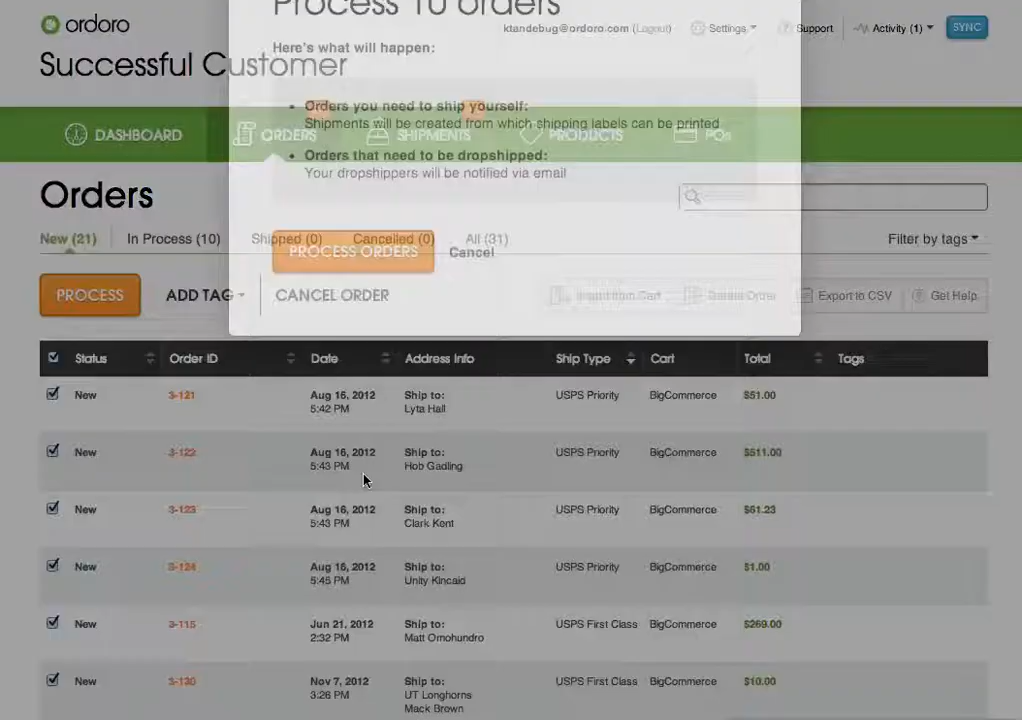 ordoro
Process 10 orders
ktandebug@ordoro.com (Logout)
Settings
Support
Activity (1)
SYNC
Successful Customer
Here's what will happen:
Orders you need to ship yourself:
Shipments will be created from which shipping labels can be printed
DASHBOARD
ORDERS
SHIPMENTS
PRODUCTS
POs
Orders that need to be dropshipped:
Your dropshippers will be notified via email
Orders
New (21)
In Process (10)
Shipped (0)
Cancelled (0)
All (31)
Filter by tags
PROCESS ORDERS
Cancel
PROCESS
ADD TAG
CANCEL ORDER
Import from Cart
Create Order
Export to CSV
Get Help
Status Order ID Date Address Info Ship Type Cart Total Tags
New 3-121 Aug 16, 2012 Ship to: USPS Priority BigCommerce $51.00
5:42 PM Lyta Hall
New 3-122 Aug 16, 2012 Ship to: USPS Priority BigCommerce $511.00
5:43 PM Hob Gadling
New 3-123 Aug 16, 2012 Ship to: USPS Priority BigCommerce $61.23
5:43 PM Clark Kent
New 3-124 Aug 16, 2012 Ship to: USPS Priority BigCommerce $1.00
5:45 PM Unity Kincaid
New 3-115 Jun 21, 2012 Ship to: USPS First Class BigCommerce $269.00
2:32 PM Matt Omohundro
New 3-130 Nov 7, 2012 Ship to: USPS First Class BigCommerce $10.00
3:26 PM UT Longhorns
Mack Brown